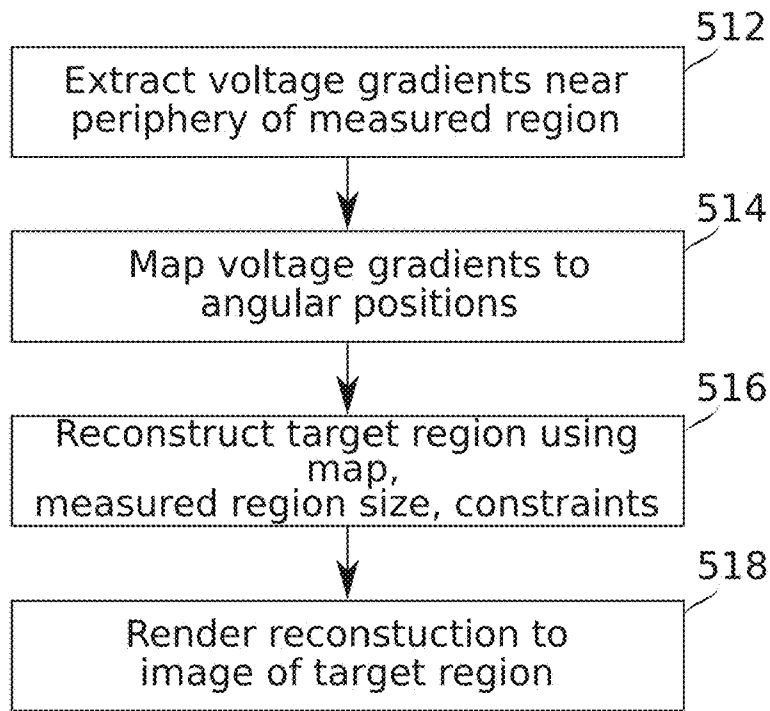 512
Extract voltage gradients near
periphery of measured region
514
Map voltage gradients to
angular positions
516
Reconstruct target region using
map,
measured region size, constraints
518
Render reconstuction to
image of target region